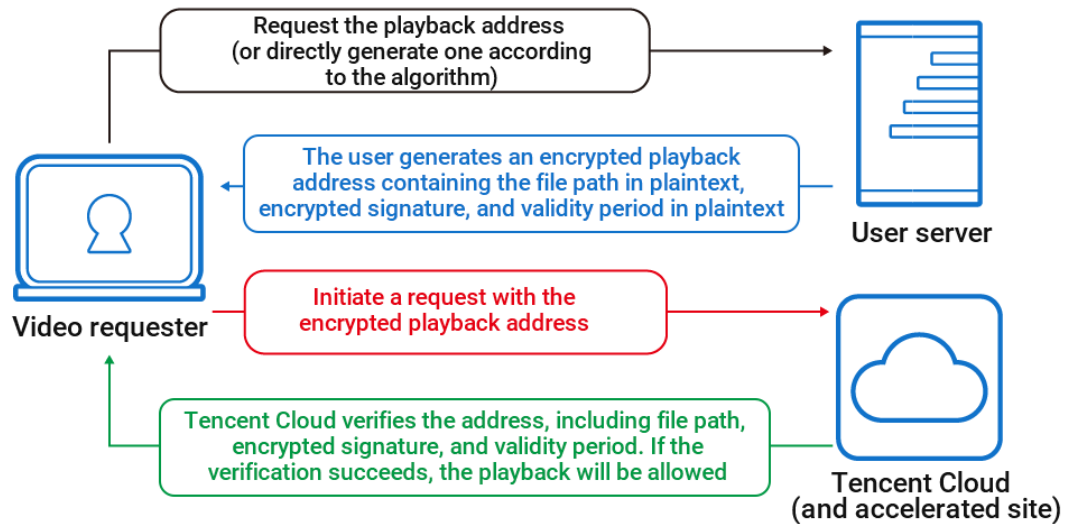 Request the playback address
(or directly generate one according
to the algorithm)
The user generates an encrypted playback
address containing the file path in plaintext,
encrypted signature, and validity period in plaintext
User server
Initiate a request with the
encrypted playback address
Video requester
Tencent Cloud verifies the address, including file path,
encrypted signature, and validity period. If the
verification succeeds, the playback will be allowed
Tencent Cloud
(and accelerated site)